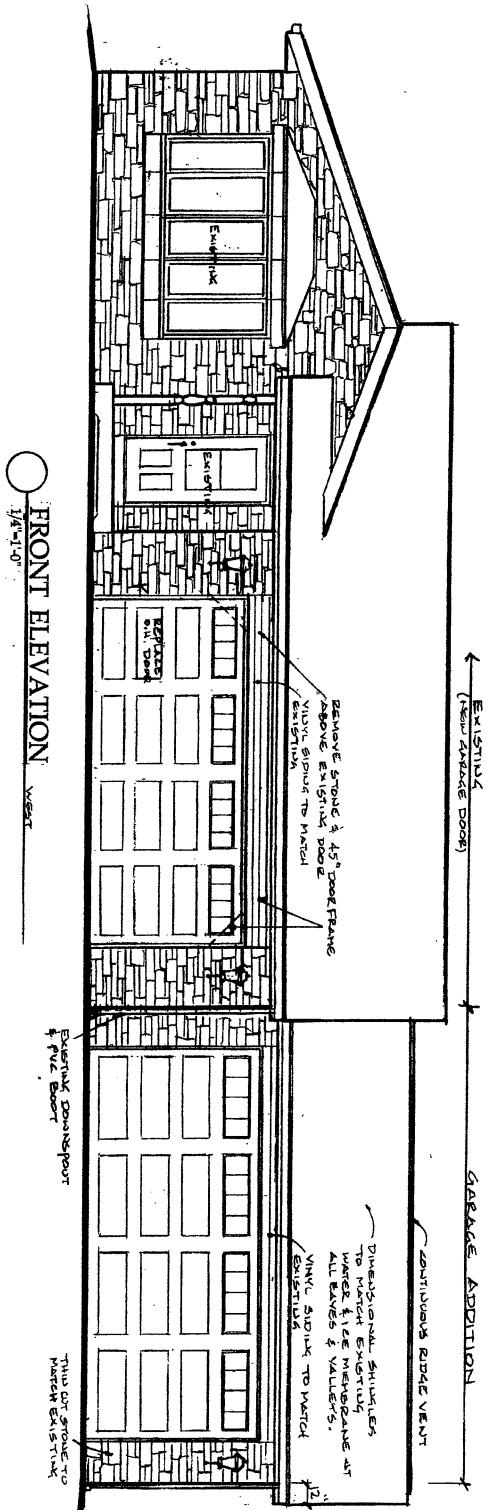 EXISTING
(NEW GARAGE DOOR)
GARAGE ADDITION
CONTINUOUS RIDGE VENT
DIMENSIONAL SHINGLES
TO MATCH EXISTING
WATER & ICE MEMBRANE AT
ALL EAVES & VALLEYS.
12"
REMOVE STONE & 45° DOOR FRAME
ABOVE EXISTING DOOR
VINYL SIDING TO MATCH
EXISTING
VINYL SIDING TO MATCH
EXISTING
EXISTING
EXISTING
REPLACE
O.H. DOOR
EXISTING DOWNSPOUT
& PVC BOOT
THIN CUT STONE TO
MATCH EXISTING
FRONT ELEVATION
1/4"=1'-0"
WEST